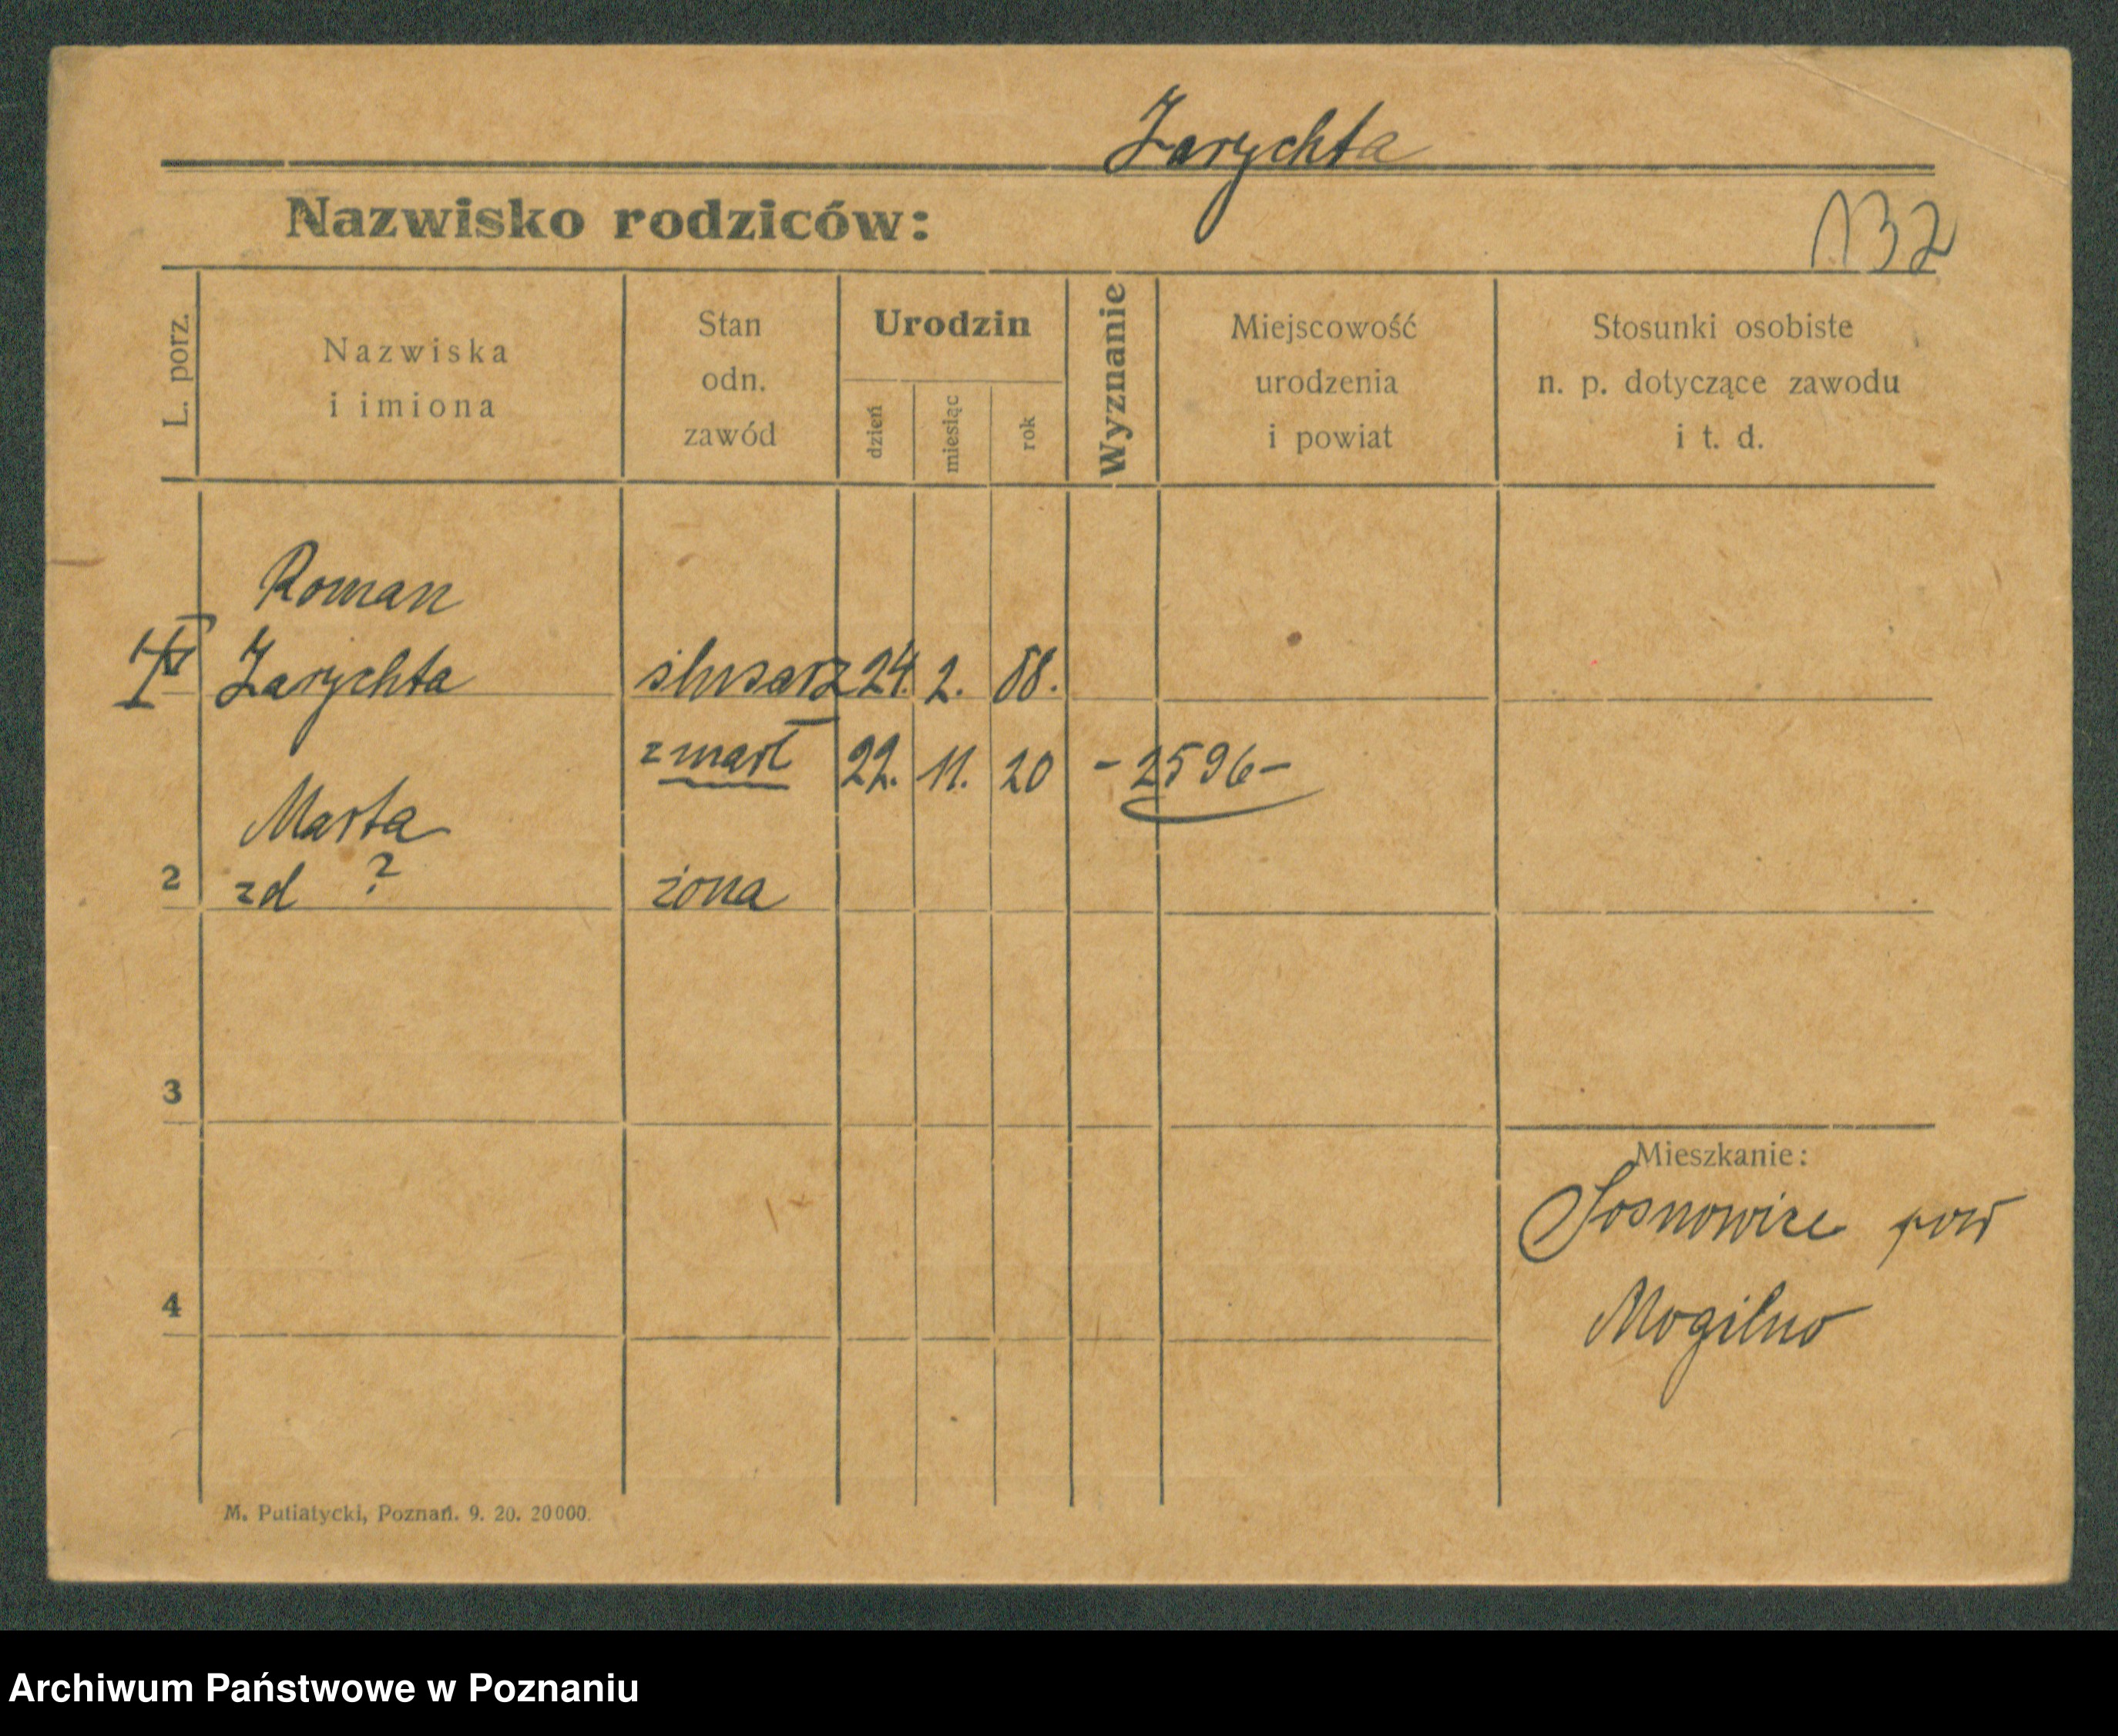 Zarychta
Nazwisko rodziców:
132
L. porz.
Nazwiska
i imiona
Stan
odn.
zawód
Urodzin
dzień
miesiąc
rok
Wyznanie
Miejscowość
urodzenia
i powiat
Stosunki osobiste
n. p. dotyczące zawodu
i t. d.
Roman
Zarychta ślusarz 24. 2. 88.
zmarł 22. 11. 20 - 2596 -
Marta
2 zd ? żona
3
Mieszkanie:
Sosnowice pow
4
Mogilno
M. Putiatycki, Poznań. 9. 20. 20000.
Archiwum Państwowe w Poznaniu